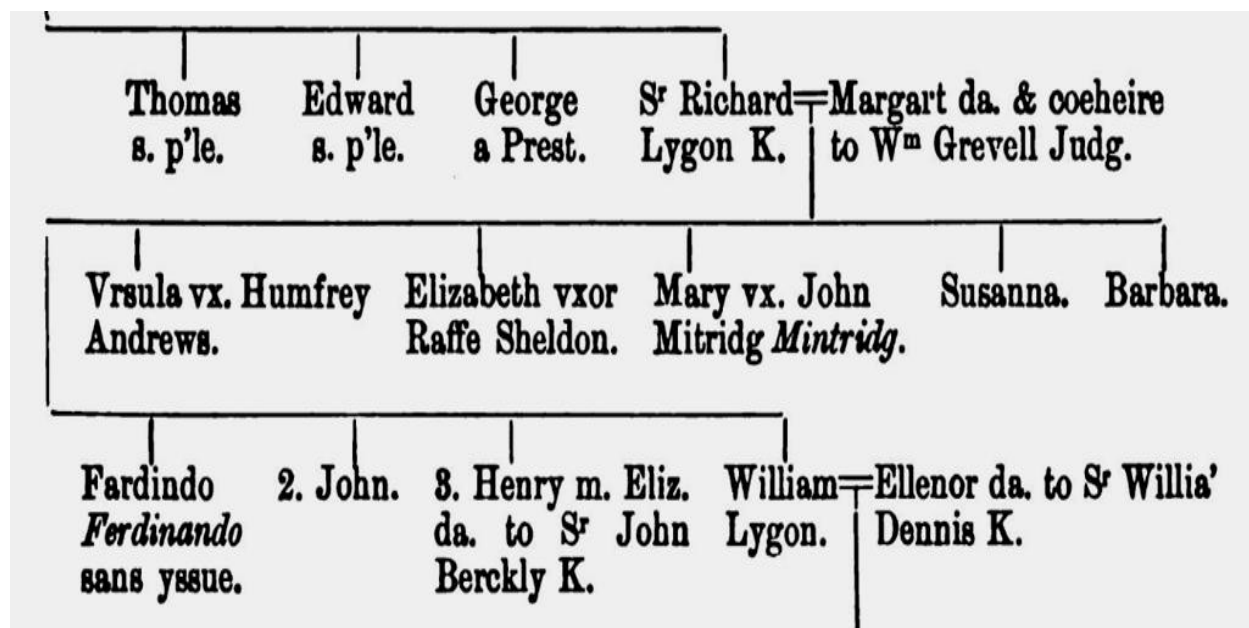 Thomas
s. p'le.
Edward
s. p'le.
George
a Prest.
Sr Richard
Lygon K.
Margart da. & coeheire
to Wm Grevell Judg.
Vrsula vx. Humfrey
Andrews.
Elizabeth vxor
Raffe Sheldon.
Mary vx. John
Mitridg Mintridg.
Susanna.
Barbara.
Fardindo
Ferdinando
sans yssue.
2. John.
3. Henry m. Eliz.
da. to Sr John
Berckly K.
William
Lygon.
Ellenor da. to Sr Willia'
Dennis K.